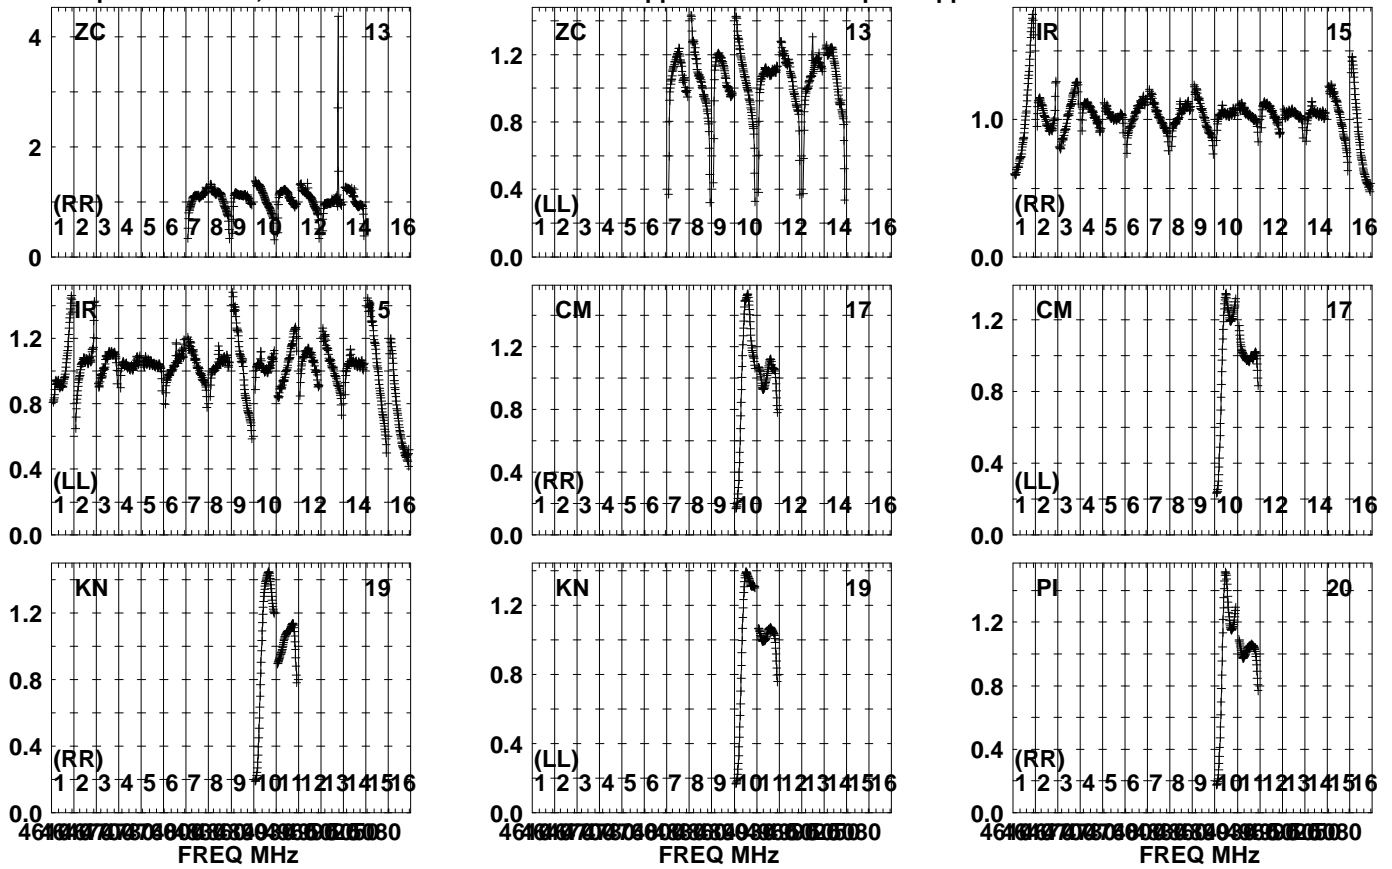 4 ZC 13
2
(RR)
1 2 3 4 5 6 7 8 9 10 12 14 16
0
ZC 13
1.2
0.8
0.4
(LL)
1 2 3 4 5 6 7 8 9 10 12 14 16
0.0
IR 15
1.0
(RR)
1 2 3 4 5 6 7 8 9 10 12 14 16
0.0
IR 15
1.2
0.8
0.4
(LL)
1 2 3 4 5 6 7 8 9 10 12 14 16
0.0
CM 17
1.2
0.8
0.4
(RR)
1 2 3 4 5 6 7 8 9 10 12 14 16
0.0
CM 17
1.2
0.8
0.4
(LL)
1 2 3 4 5 6 7 8 9 10 12 14 16
0.0
KN 19
1.2
0.8
0.4
(RR)
1 2 3 4 5 6 7 8 9 10 11 12 13 14 15 16
0.0
FREQ MHz
KN 19
1.2
0.8
0.4
(LL)
1 2 3 4 5 6 7 8 9 10 11 12 13 14 15 16
0.0
PI 20
1.2
0.8
0.4
(RR)
1 2 3 4 5 6 7 8 9 10 11 12 13 14 15 16
0.0
FREQ MHz